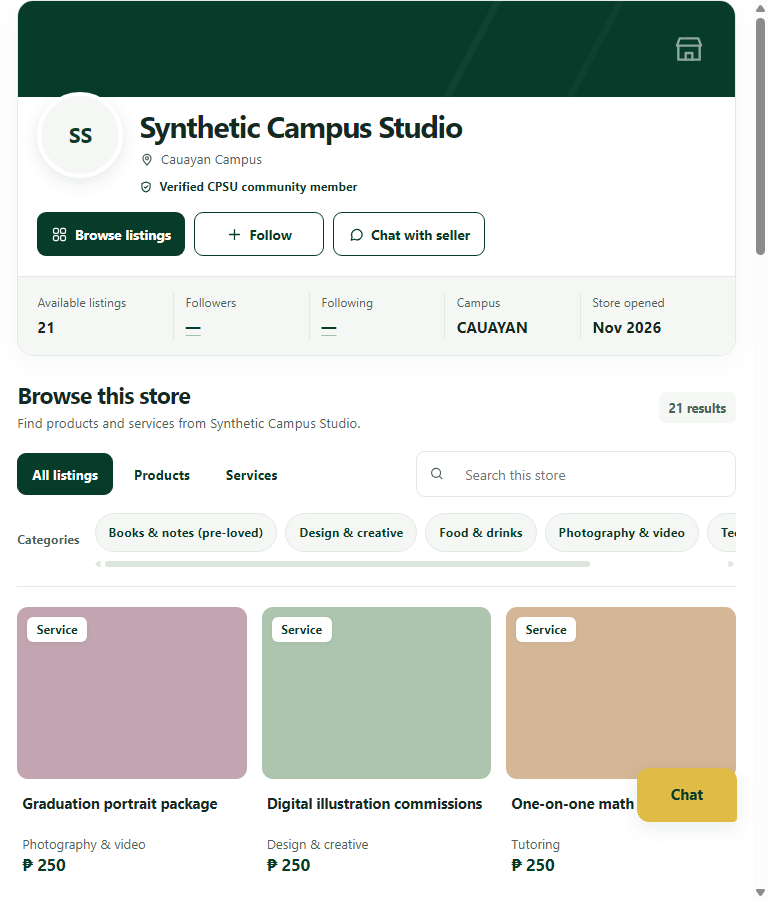 SS
Synthetic Campus Studio
Cauayan Campus
Verified CPSU community member
Browse listings
Follow
Chat with seller
Available listings
21
Followers
—
Following
—
Campus
CAUAYAN
Store opened
Nov 2026
Browse this store
Find products and services from Synthetic Campus Studio.
21 results
All listings
Products
Services
Search this store
Categories
Books & notes (pre-loved)
Design & creative
Food & drinks
Photography & video
Service
Service
Service
Graduation portrait package
Digital illustration commissions
One-on-one math
Chat
Photography & video
Design & creative
Tutoring
₱ 250
₱ 250
₱ 250